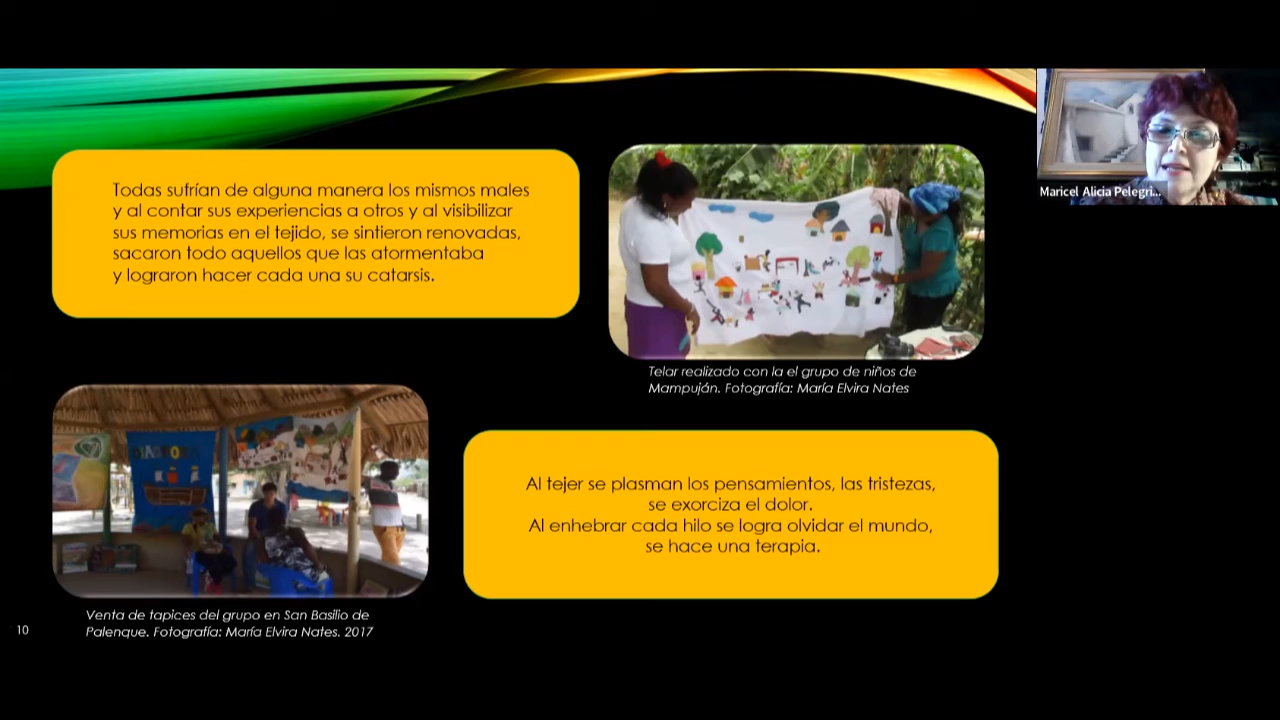 Todas sufrían de alguna manera los mismos males
y al contar sus experiencias a otros y al visibilizar
sus memorias en el tejido, se sintieron renovadas,
sacaron todo aquellos que las atormentaba
y lograron hacer cada una su catarsis.
Maricel Alicia Pelegri...
Telar realizado con la el grupo de niños de
Mampuján. Fotografía: María Elvira Nates
DIASPORA
Al tejer se plasman los pensamientos, las tristezas,
se exorciza el dolor.
Al enhebrar cada hilo se logra olvidar el mundo,
se hace una terapia.
Venta de tapices del grupo en San Basilio de
Palenque. Fotografía: María Elvira Nates. 2017
10